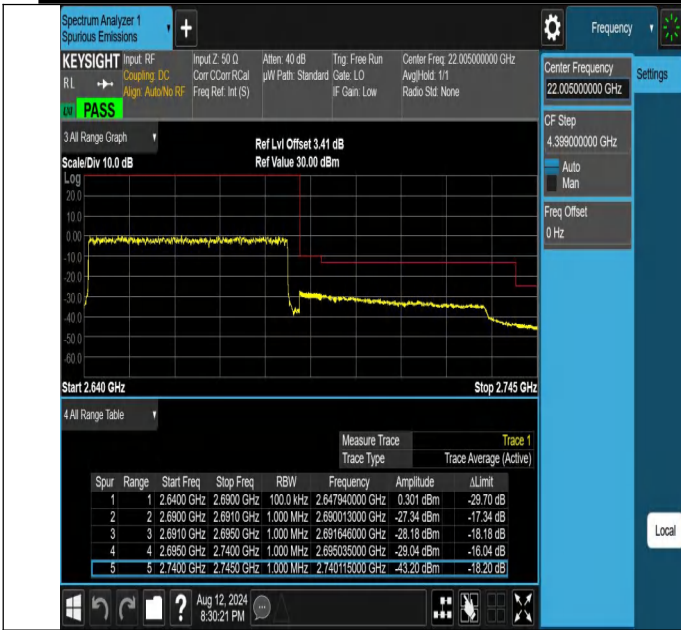 Spectrum Analyzer 1
Spurious Emissions
Frequency
KEYSIGHT
RL
PASS
Input: RF
Coupling: DC
Align: Auto/No RF
Input Z: 50 Ω
Corr CCorr RCal
Freq Ref: Int (S)
Atten: 40 dB
µW Path: Standard
Trig: Free Run
Gate: LO
IF Gain: Low
Center Freq: 22.005000000 GHz
Avg|Hold: 1/1
Radio Std: None
Center Frequency
22.005000000 GHz
Settings
CF Step
4.399000000 GHz
Auto
Man
Freq Offset
0 Hz
Local
3 All Range Graph
Ref Lvl Offset 3.41 dB
Scale/Div 10.0 dB
Ref Value 30.00 dBm
Log
20.0
10.0
0.00
-10.0
-20.0
-30.0
-40.0
-50.0
-60.0
Start 2.640 GHz
Stop 2.745 GHz
4 All Range Table
Measure Trace Trace 1
Trace Type Trace Average (Active)
Spur Range Start Freq Stop Freq RBW Frequency Amplitude ΔLimit
1 1 2.6400 GHz 2.6900 GHz 100.0 kHz 2.647940000 GHz 0.301 dBm -29.70 dB
2 2 2.6900 GHz 2.6910 GHz 1.000 MHz 2.690013000 GHz -27.34 dBm -17.34 dB
3 3 2.6910 GHz 2.6950 GHz 1.000 MHz 2.691646000 GHz -28.18 dBm -18.18 dB
4 4 2.6950 GHz 2.7400 GHz 1.000 MHz 2.695035000 GHz -29.04 dBm -16.04 dB
5 5 2.7400 GHz 2.7450 GHz 1.000 MHz 2.740115000 GHz -43.20 dBm -18.20 dB
Aug 12, 2024
8:30:21 PM